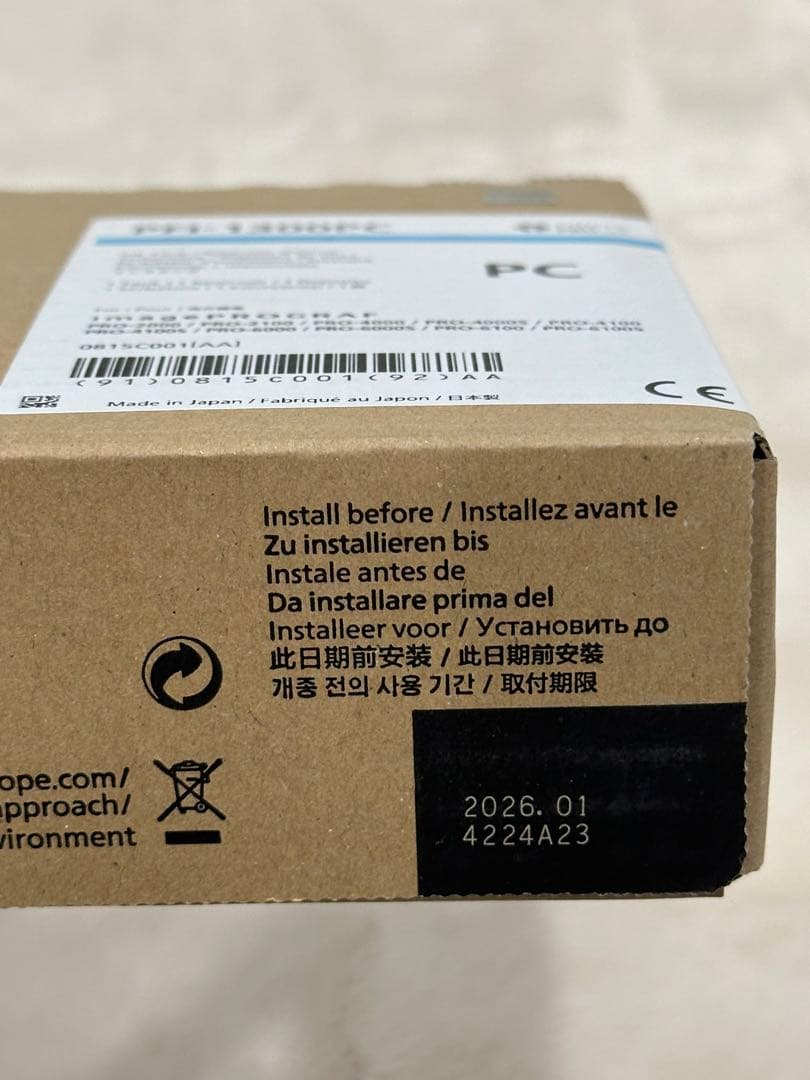 PFI-1300PC
PC
imagePROGRAF
PRO-2000 / PRO-2100 / PRO-4000 / PRO-4000S / PRO-4100
PRO-4100S / PRO-6000 / PRO-6000S / PRO-6100 / PRO-6100S
0815C001[AA]
(91)0815C001(92)AA
Made in Japan / Fabriqué au Japon / 日本製
CE
Install before / Installez avant le
Zu installieren bis
Instale antes de
Da installare prima del
Installeer voor / Установить до
此日期前安裝 / 此日期前安装
개종 전의 사용 기간 / 取付期限
ope.com/
approach/
vironment
2026. 01
4224A23